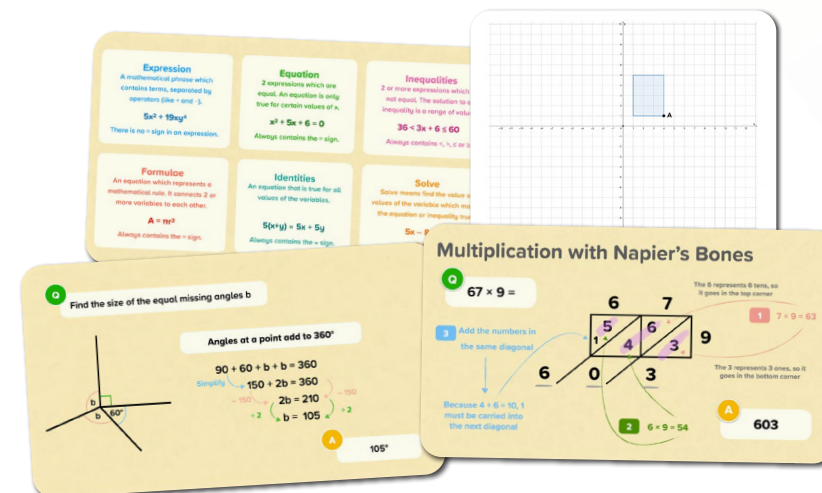 Expression
A mathematical phrase which
contains terms, separated by
operators (like + and -).
5x² + 19xy⁴
There is no = sign in an expression.
Equation
2 expressions which are
equal. An equation is only
true for certain values of x.
x² + 5x + 6 = 0
Always contains the = sign.
Inequalities
2 or more expressions which
not equal. The solution to
inequality is a range of
36 < 3x + 6 ≤ 60
Always contains <, >, ≤ or
Formulae
An equation which represents a
mathematical rule. It connects 2 or
more variables to each other.
A = πr²
Always contains the = sign.
Identities
An equation that is true for all
values of the variables.
5(x+y) = 5x + 5y
Always contains the = sign.
Solve
Solve means find the value
values of the variable which
the equation or inequality
5x –
A
Q
Find the size of the equal missing angles b
Angles at a point add to 360°
90 + 60 + b + b = 360
Simplify
150 + 2b = 360
– 150
– 150
2b = 210
÷ 2
÷ 2
b = 105
b
b
60°
A
105°
Multiplication with Napier's Bones
Q
67 × 9 =
The 6 represents 6 tens, so
it goes in the top corner
1 7 × 9 = 63
3 Add the numbers in
the same diagonal
6 7
5 6 9
1 4 3
6 0 3
The 3 represents 3 ones, so it
goes in the bottom corner
Because 4 + 6 = 10, 1
must be carried into
the next diagonal
2 6 × 9 = 54
A
603